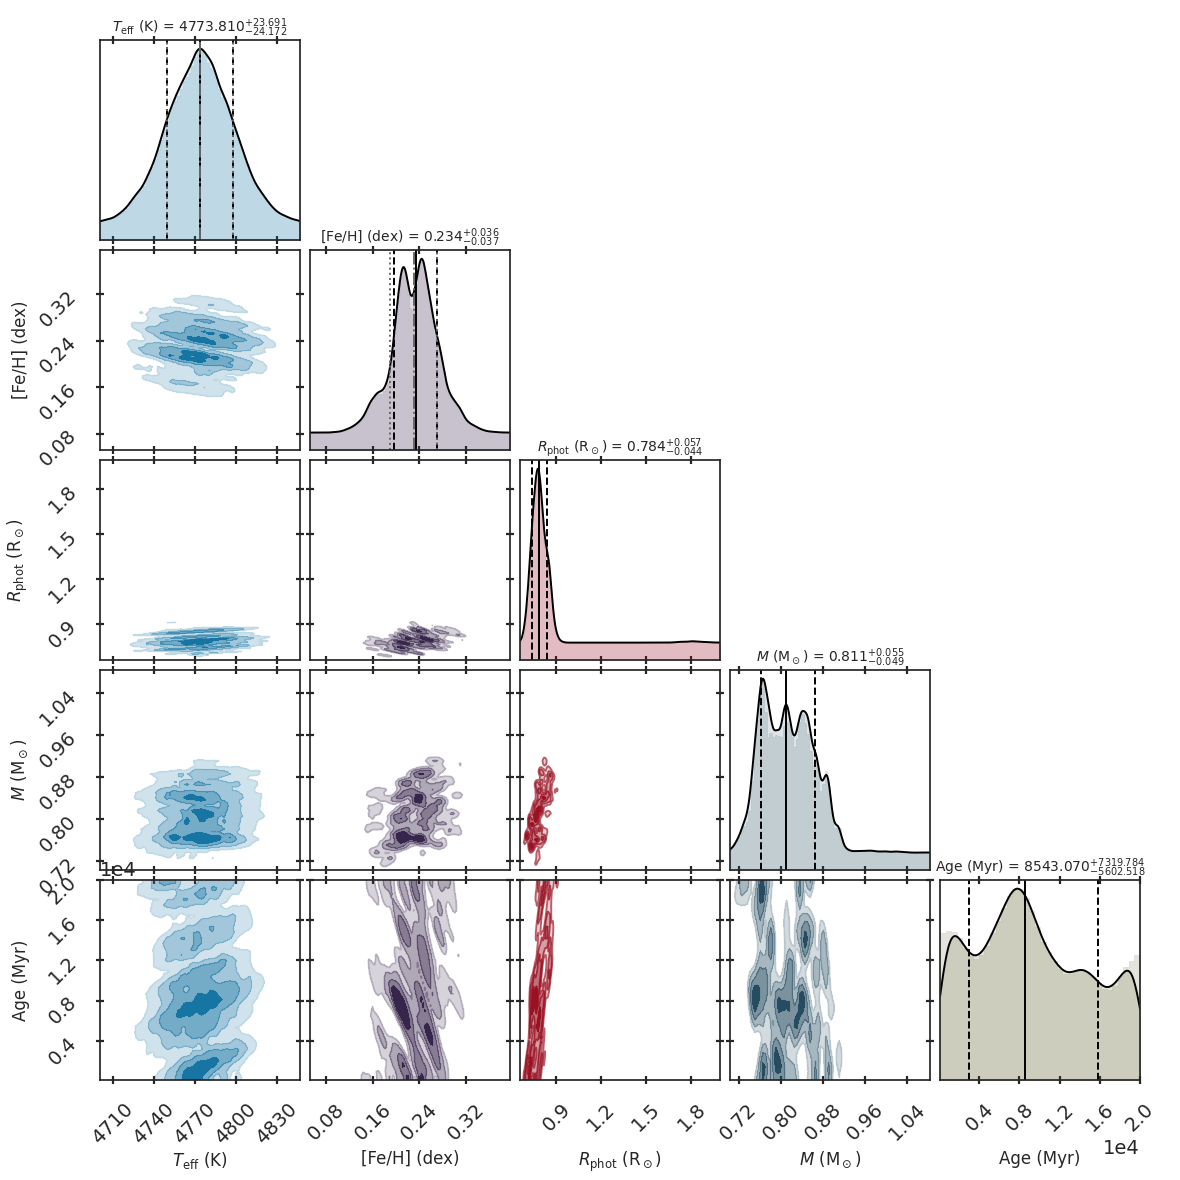 T_eff (K) = 4773.810 +23.691 −24.172
[Fe/H] (dex) = 0.234 +0.036 −0.037
0.32
0.24
0.16
0.08
[Fe/H] (dex)
R_phot (R⊙) = 0.784 +0.057 −0.044
1.8
1.5
1.2
0.9
R_phot (R⊙)
M (M⊙) = 0.811 +0.055 −0.049
1.04
0.96
0.88
0.80
0.72
M (M⊙)
Age (Myr) = 8543.070 +7319.784 −5602.518
1e4
2.0
1.6
1.2
0.8
0.4
Age (Myr)
4710 4740 4770 4800 4830
0.08 0.16 0.24 0.32
0.9 1.2 1.5 1.8
0.72 0.80 0.88 0.96 1.04
0.4 0.8 1.2 1.6 2.0
1e4
T_eff (K)
[Fe/H] (dex)
R_phot (R⊙)
M (M⊙)
Age (Myr)